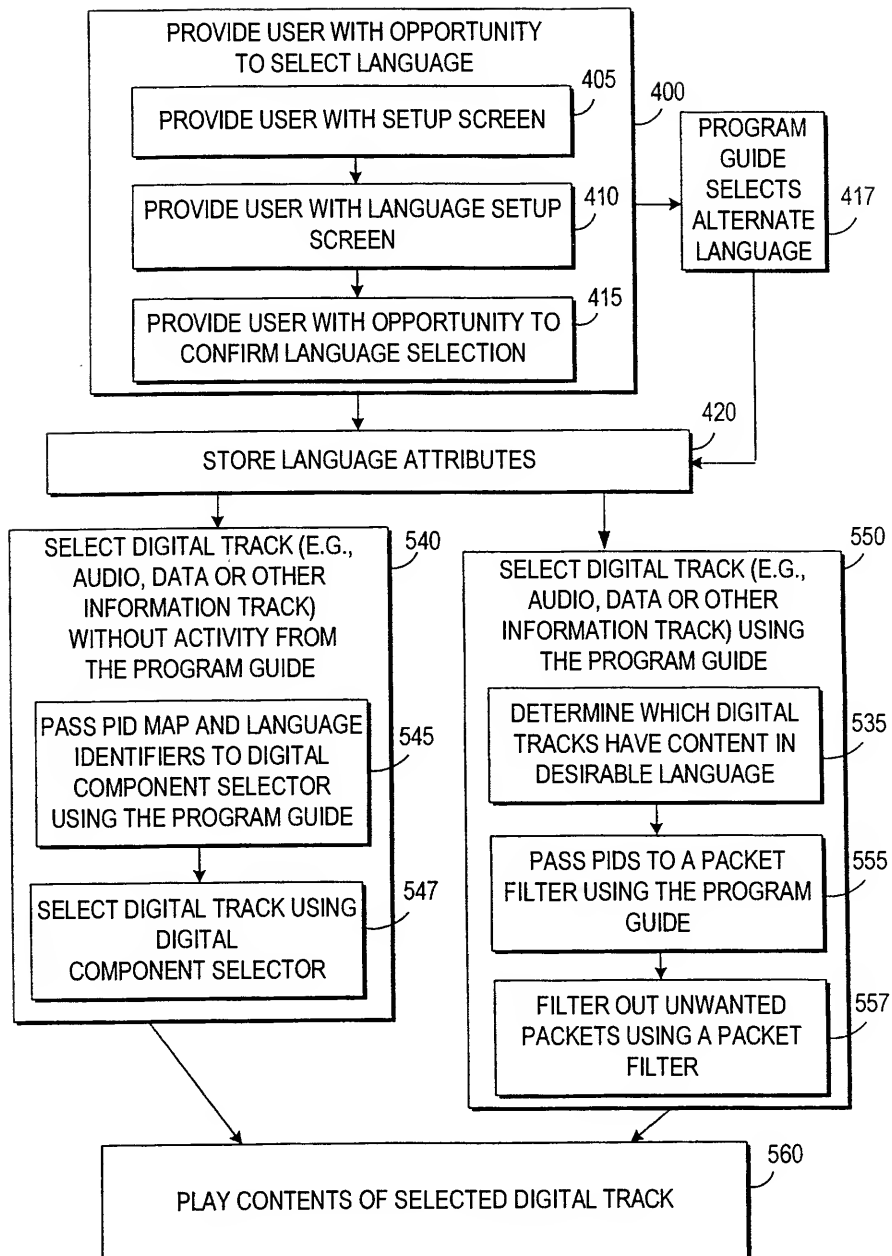 PROVIDE USER WITH OPPORTUNITY
TO SELECT LANGUAGE
400
405
PROVIDE USER WITH SETUP SCREEN
410
PROVIDE USER WITH LANGUAGE SETUP
SCREEN
415
PROVIDE USER WITH OPPORTUNITY TO
CONFIRM LANGUAGE SELECTION
PROGRAM
GUIDE
SELECTS
ALTERNATE
LANGUAGE
417
420
STORE LANGUAGE ATTRIBUTES
540
SELECT DIGITAL TRACK (E.G.,
AUDIO, DATA OR OTHER
INFORMATION TRACK)
WITHOUT ACTIVITY FROM
THE PROGRAM GUIDE
PASS PID MAP AND LANGUAGE
IDENTIFIERS TO DIGITAL
COMPONENT SELECTOR
USING THE PROGRAM GUIDE
545
SELECT DIGITAL TRACK USING
DIGITAL
COMPONENT SELECTOR
547
550
SELECT DIGITAL TRACK (E.G.,
AUDIO, DATA OR OTHER
INFORMATION TRACK) USING
THE PROGRAM GUIDE
DETERMINE WHICH DIGITAL
TRACKS HAVE CONTENT IN
DESIRABLE LANGUAGE
535
PASS PIDS TO A PACKET
FILTER USING THE PROGRAM
GUIDE
555
FILTER OUT UNWANTED
PACKETS USING A PACKET
FILTER
557
560
PLAY CONTENTS OF SELECTED DIGITAL TRACK